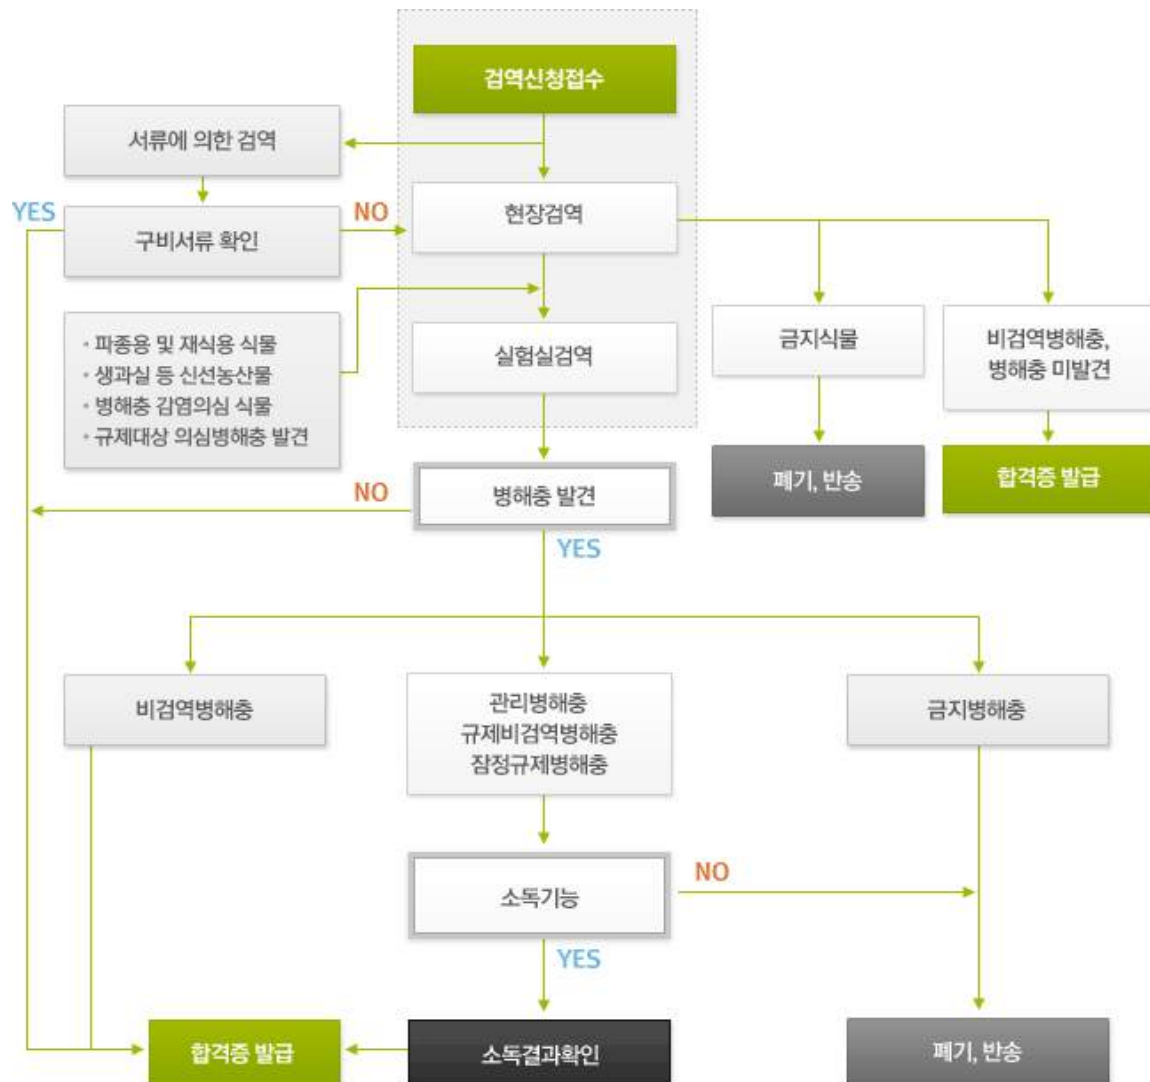 검역신청접수
서류에 의한 검역
현장검역
YES
구비서류 확인
NO
• 파종용 및 재식용 식물
• 생과실 등 신선농산물
• 병해충 감염의심 식물
• 규제대상 의심병해충 발견
실험실검역
금지식물
비검역병해충,
병해충 미발견
폐기, 반송
합격증 발급
NO
병해충 발견
YES
비검역병해충
관리병해충
규제비검역병해충
잠정규제병해충
금지병해충
소독기능
NO
YES
합격증 발급
소독결과확인
폐기, 반송